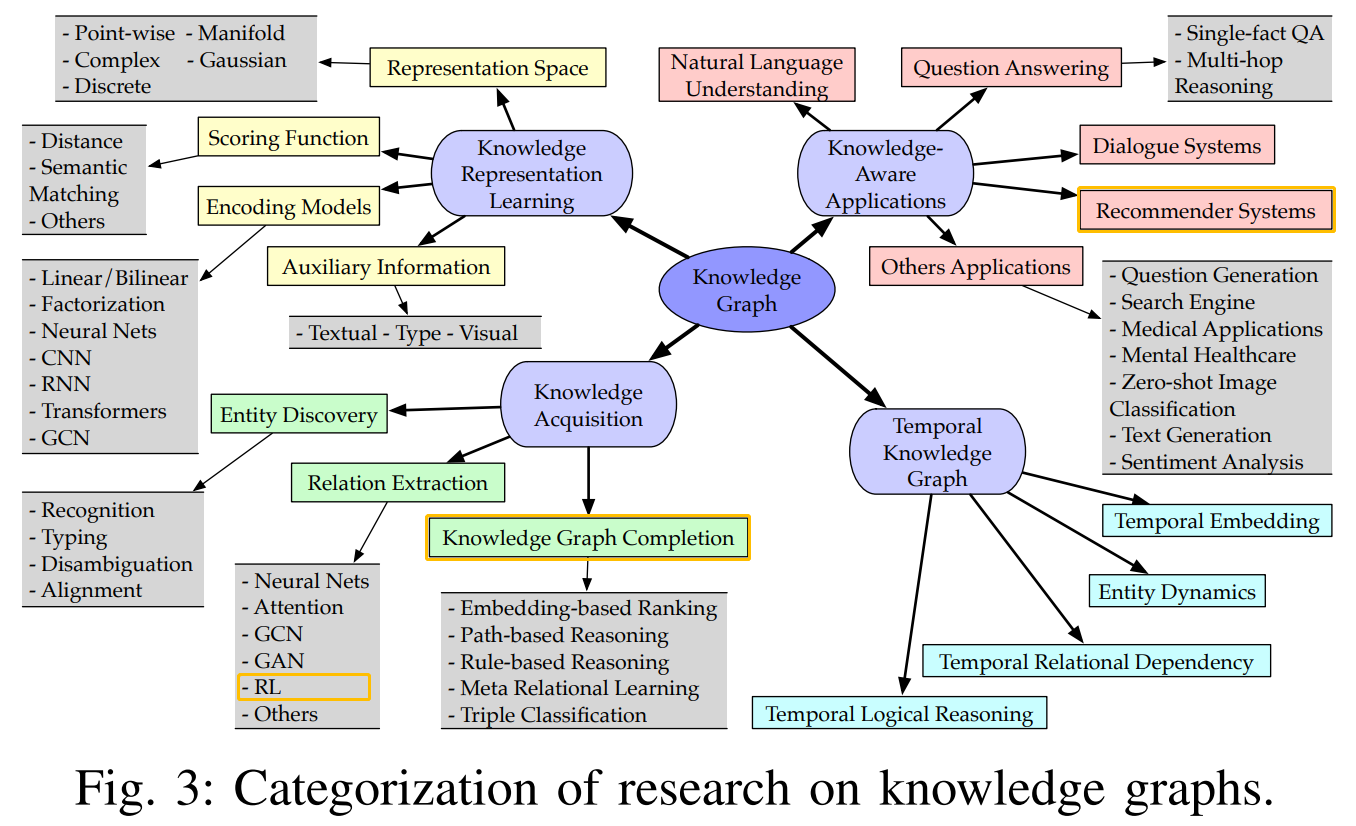 - Point-wise - Manifold
- Complex - Gaussian
- Discrete
Representation Space
Natural Language
Understanding
Question Answering
- Single-fact QA
- Multi-hop
Reasoning
- Distance
- Semantic
Matching
- Others
Scoring Function
Encoding Models
Knowledge
Representation
Learning
Knowledge-
Aware
Applications
Dialogue Systems
Recommender Systems
Auxiliary Information
- Textual - Type - Visual
Knowledge
Graph
Others Applications
- Question Generation
- Search Engine
- Medical Applications
- Mental Healthcare
- Zero-shot Image
Classification
- Text Generation
- Sentiment Analysis
- Linear/Bilinear
- Factorization
- Neural Nets
- CNN
- RNN
- Transformers
- GCN
Entity Discovery
Knowledge
Acquisition
Temporal
Knowledge
Graph
- Recognition
- Typing
- Disambiguation
- Alignment
Relation Extraction
- Neural Nets
- Attention
- GCN
- GAN
- RL
- Others
Knowledge Graph Completion
- Embedding-based Ranking
- Path-based Reasoning
- Rule-based Reasoning
- Meta Relational Learning
- Triple Classification
Temporal Embedding
Entity Dynamics
Temporal Relational Dependency
Temporal Logical Reasoning
Fig. 3: Categorization of research on knowledge graphs.